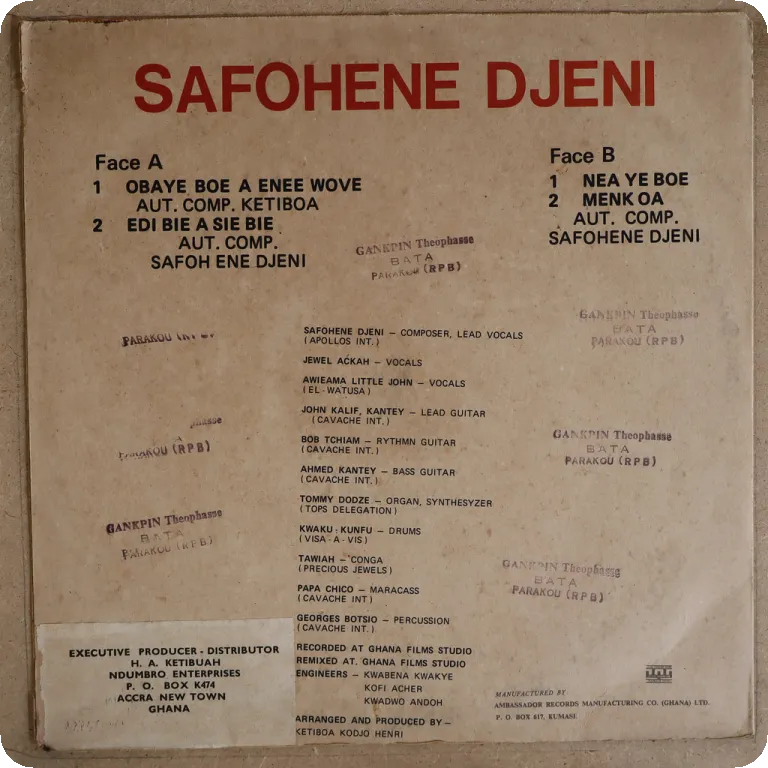 SAFOHENE DJENI
Face A
1 OBAYE BOE A ENEE WOVE
AUT. COMP. KETIBOA
2 EDI BIE A SIE BIE
AUT. COMP.
SAFOH ENE DJENI
Face B
1 NEA YE BOE
2 MENK OA
AUT. COMP.
SAFOHENE DJENI
GANKPIN Theophasse
BATA
PARAKOU (RPB)
GANKPIN Theophasse
BATA
PARAKOU (RPB)
PARAKOU
phasse
PARAKOU (RPB)
GANKPIN Theophasse
BATA
PARAKOU (RPB)
GANKPIN Theophasse
BATA
PARAKOU (RPB)
GANKPIN Theophasse
BATA
PARAKOU (RPB)
SAFOHENE DJENI – COMPOSER, LEAD VOCALS
(APOLLOS INT.)
JEWEL ACKAH – VOCALS
AWIEAMA LITTLE JOHN – VOCALS
(EL-WATUSA)
JOHN KALIF, KANTEY – LEAD GUITAR
(CAVACHE INT.)
BOB TCHIAM – RYTHMN GUITAR
(CAVACHE INT.)
AHMED KANTEY – BASS GUITAR
(CAVACHE INT.)
TOMMY DODZE – ORGAN, SYNTHESYZER
(TOPS DELEGATION)
KWAKU KUNFU – DRUMS
(VISA-A-VIS)
TAWIAH – CONGA
(PRECIOUS JEWELS)
PAPA CHICO – MARACASS
(CAVACHE INT)
GEORGES BOTSIO – PERCUSSION
(CAVACHE INT.)
RECORDED AT GHANA FILMS STUDIO
REMIXED AT. GHANA FILMS STUDIO
ENGINEERS – KWABENA KWAKYE
KOFI ACHER
KWADWO ANDOH
ARRANGED AND PRODUCED BY –
KETIBOA KODJO HENRI
EXECUTIVE PRODUCER - DISTRIBUTOR
H. A. KETIBUAH
NDUMBRO ENTERPRISES
P. O. BOX K474
ACCRA NEW TOWN
GHANA
MANUFACTURED BY
AMBASSADOR RECORDS MANUFACTURING CO. (GHANA) LTD.
P. O. BOX 617, KUMASI.